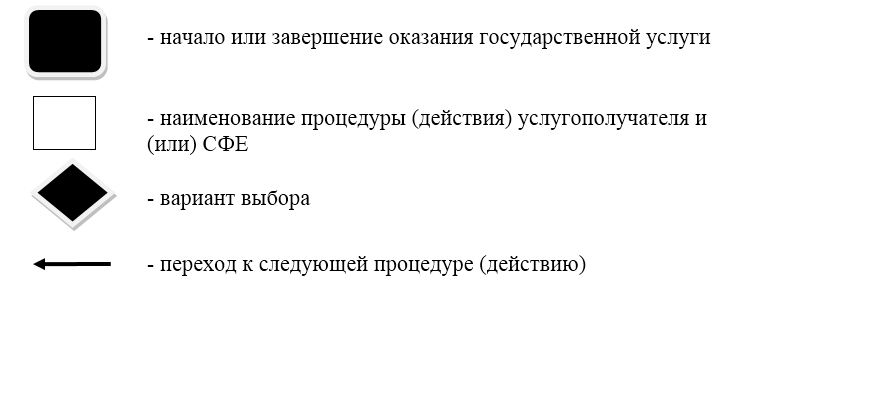 - начало или завершение оказания государственной услуги
- наименование процедуры (действия) услугополучателя и
(или) СФЕ
- вариант выбора
- переход к следующей процедуре (действию)